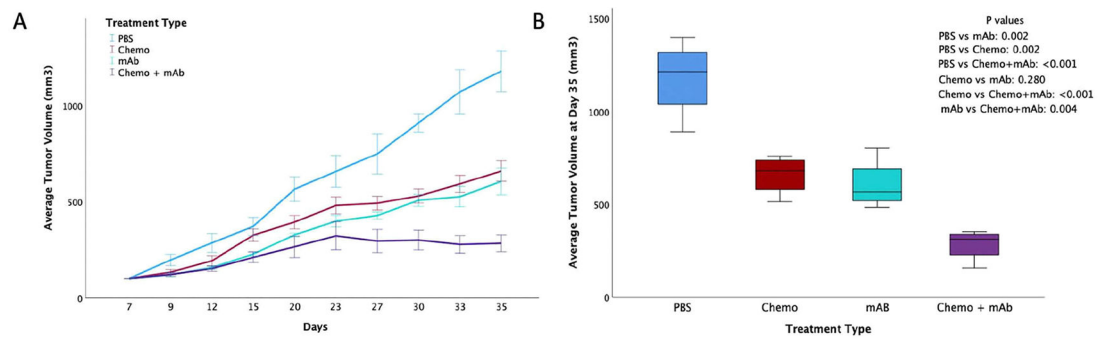 A
Treatment Type
PBS
Chemo
mAb
Chemo + mAb
Average Tumor Volume (mm3)
1000
500
0
7 9 12 15 20 23 27 30 33 35
Days
B
Average Tumor Volume at Day 35 (mm3)
1500
1000
500
0
P values
PBS vs mAb: 0.002
PBS vs Chemo: 0.002
PBS vs Chemo+mAb: <0.001
Chemo vs mAb: 0.280
Chemo vs Chemo+mAb: <0.001
mAb vs Chemo+mAb: 0.004
PBS Chemo mAB Chemo + mAb
Treatment Type